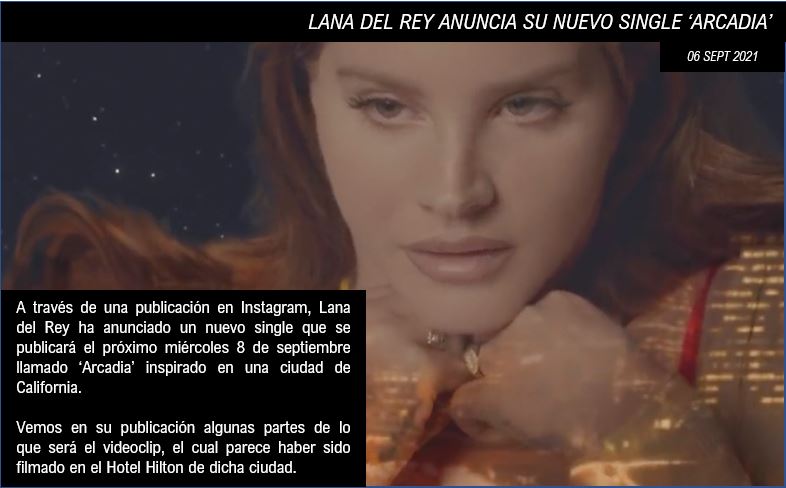 LANA DEL REY ANUNCIA SU NUEVO SINGLE ‘ARCADIA’
06 SEPT 2021
A través de una publicación en Instagram, Lana
del Rey ha anunciado un nuevo single que se
publicará el próximo miércoles 8 de septiembre
llamado ‘Arcadia’ inspirado en una ciudad de
California.
Vemos en su publicación algunas partes de lo
que será el videoclip, el cual parece haber sido
filmado en el Hotel Hilton de dicha ciudad.